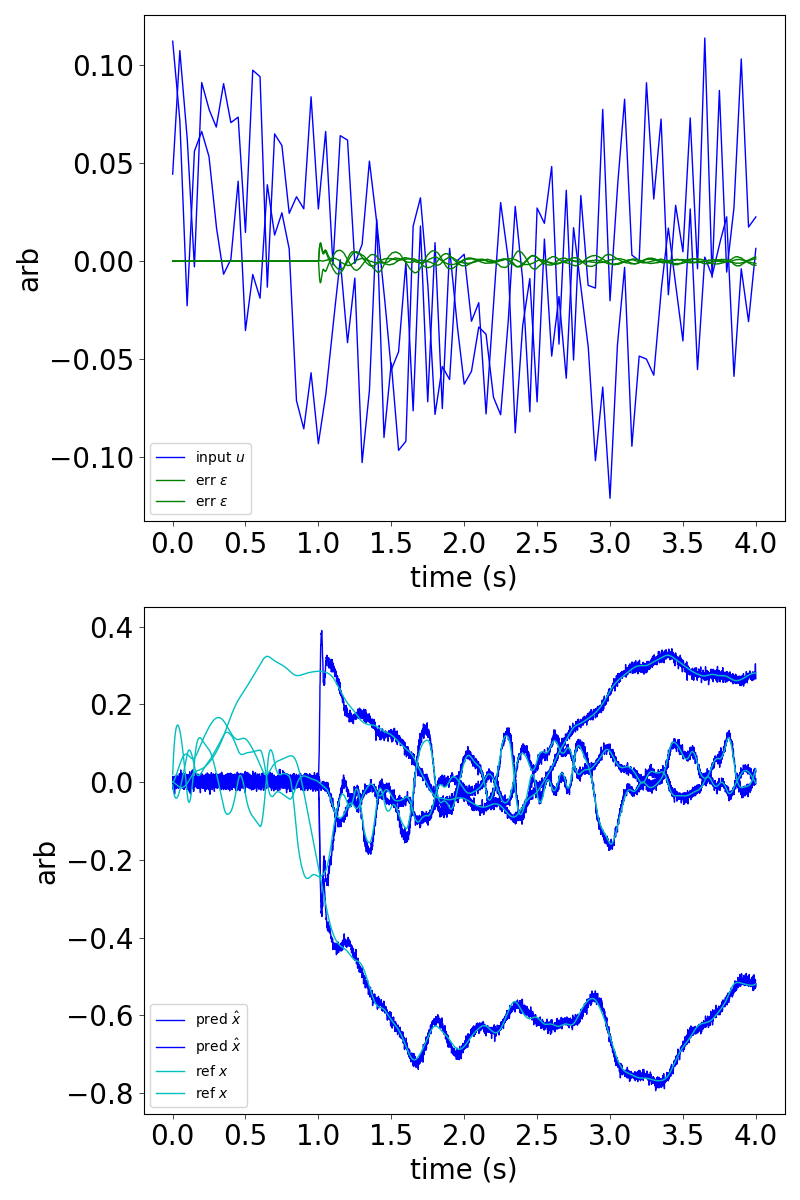 0.10
0.05
0.00
−0.05
−0.10
arb
input u
err ε
err ε
0.0 0.5 1.0 1.5 2.0 2.5 3.0 3.5 4.0
time (s)
0.4
0.2
0.0
−0.2
−0.4
−0.6
−0.8
arb
pred x̂
pred x̂
ref x
ref x
0.0 0.5 1.0 1.5 2.0 2.5 3.0 3.5 4.0
time (s)